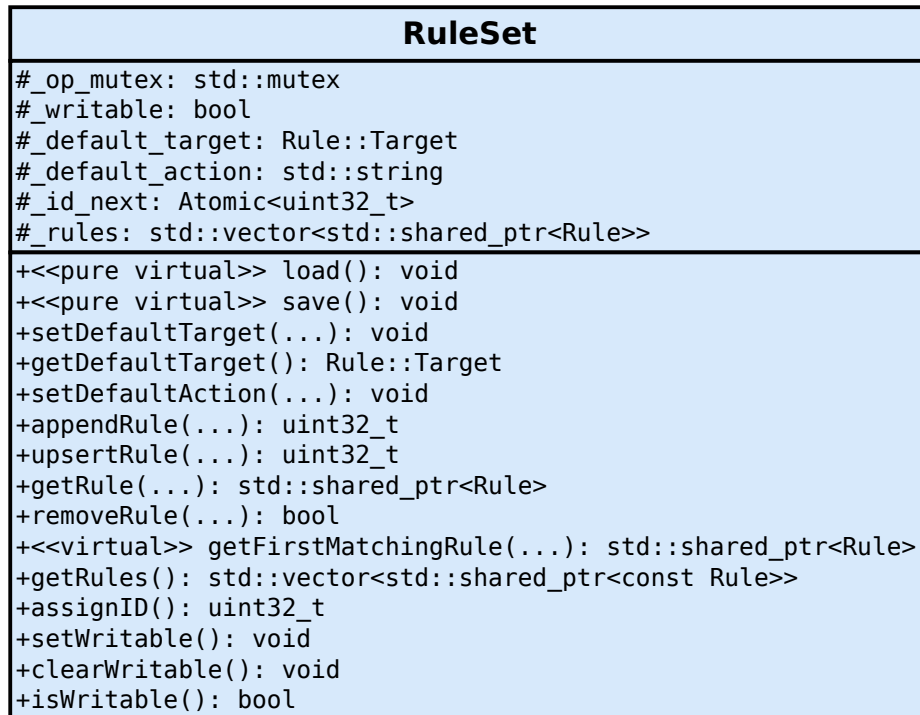 RuleSet
#_op_mutex: std::mutex
#_writable: bool
#_default_target: Rule::Target
#_default_action: std::string
#_id_next: Atomic<uint32_t>
#_rules: std::vector<std::shared_ptr<Rule>>
+<<pure virtual>> load(): void
+<<pure virtual>> save(): void
+setDefaultTarget(...): void
+getDefaultTarget(): Rule::Target
+setDefaultAction(...): void
+appendRule(...): uint32_t
+upsertRule(...): uint32_t
+getRule(...): std::shared_ptr<Rule>
+removeRule(...): bool
+<<virtual>> getFirstMatchingRule(...): std::shared_ptr<Rule>
+getRules(): std::vector<std::shared_ptr<const Rule>>
+assignID(): uint32_t
+setWritable(): void
+clearWritable(): void
+isWritable(): bool